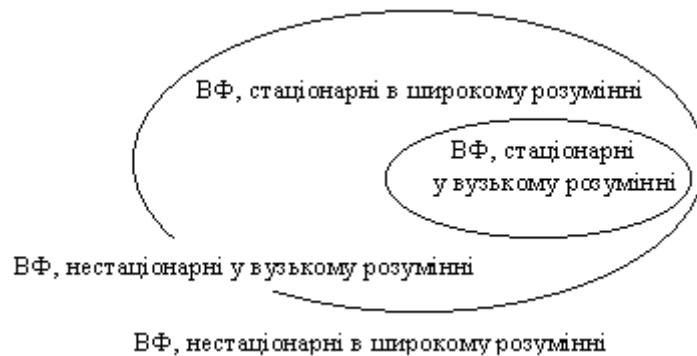 ВФ, стаціонарні в широкому розумінні
ВФ, стаціонарні
у вузькому розумінні
ВФ, нестаціонарні у вузькому розумінні
ВФ, нестаціонарні в широкому розумінні